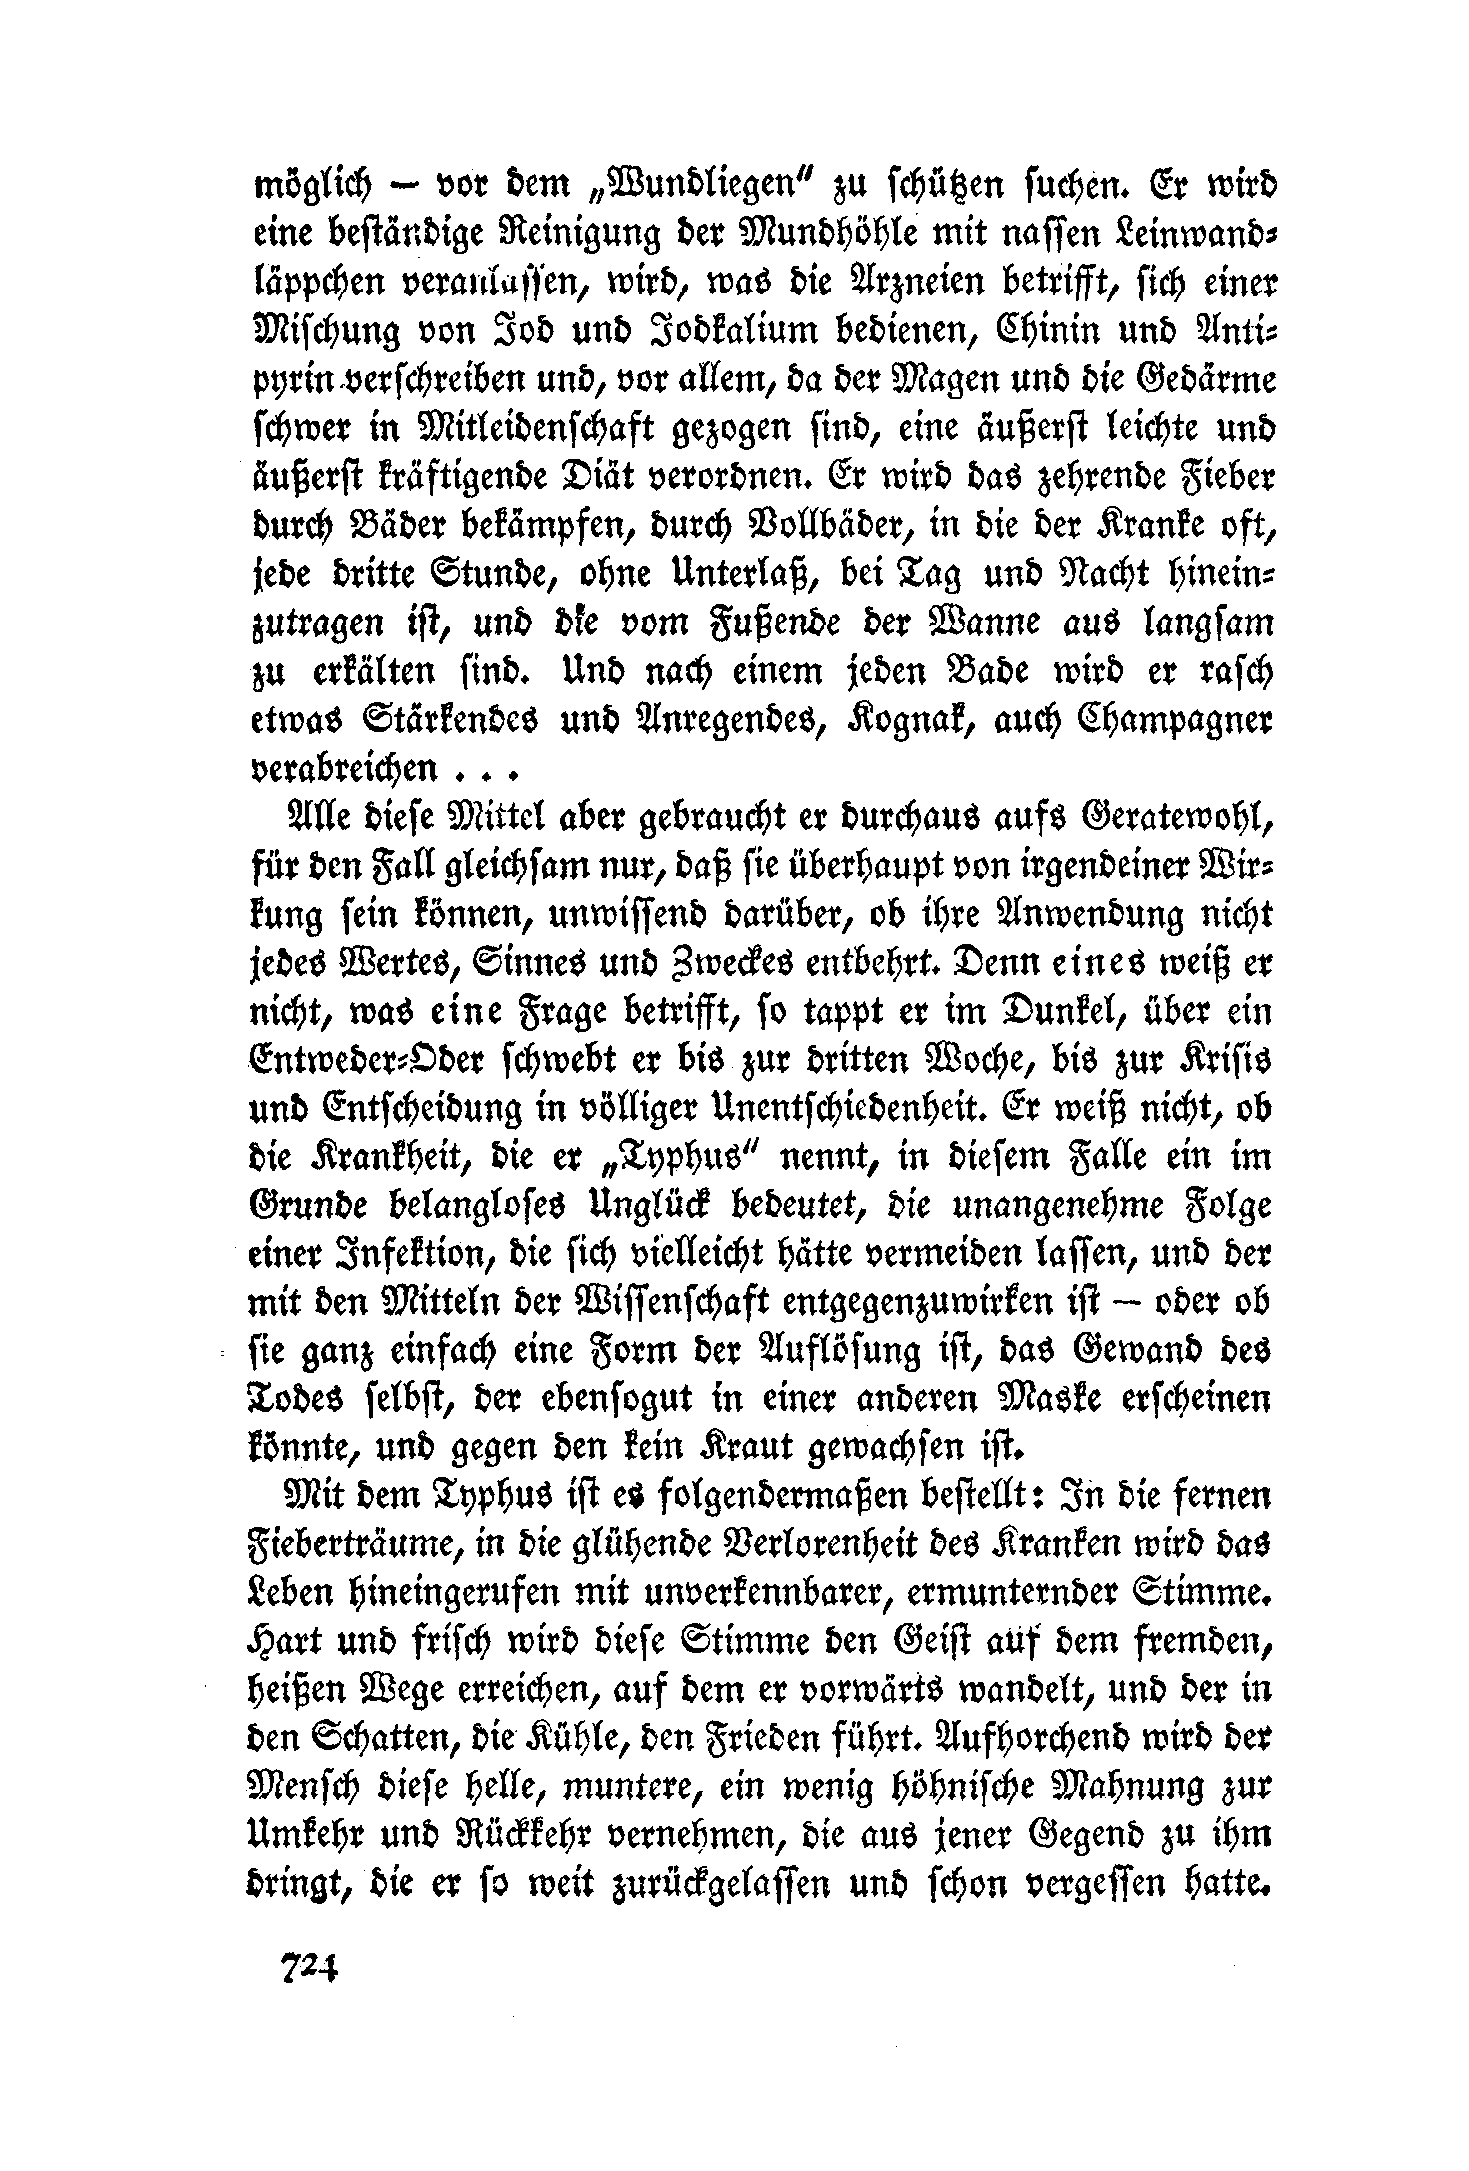 möglich — vor dem „Wundliegen“ zu schützen suchen. Er wird
eine beständige Reinigung der Mundhöhle mit nassen Leinwand-
läppchen veranlassen, wird, was die Arzneien betrifft, sich einer
Mischung von Jod und Jodkalium bedienen, Chinin und Anti-
pyrin verschreiben und, vor allem, da der Magen und die Gedärme
schwer in Mitleidenschaft gezogen sind, eine äußerst leichte und
äußerst kräftigende Diät verordnen. Er wird das zehrende Fieber
durch Bäder bekämpfen, durch Vollbäder, in die der Kranke oft,
jede dritte Stunde, ohne Unterlaß, bei Tag und Nacht hinein-
zutragen ist, und die vom Fußende der Wanne aus langsam
zu erkälten sind. Und nach einem jeden Bade wird er rasch
etwas Stärkendes und Anregendes, Kognak, auch Champagner
verabreichen . . .
Alle diese Mittel aber gebraucht er durchaus aufs Geratewohl,
für den Fall gleichsam nur, daß sie überhaupt von irgendeiner Wir-
kung sein können, unwissend darüber, ob ihre Anwendung nicht
jedes Wertes, Sinnes und Zweckes entbehrt. Denn eines weiß er
nicht, was eine Frage betrifft, so tappt er im Dunkel, über ein
Entweder-Oder schwebt er bis zur dritten Woche, bis zur Krisis
und Entscheidung in völliger Unentschiedenheit. Er weiß nicht, ob
die Krankheit, die er „Typhus“ nennt, in diesem Falle ein im
Grunde belangloses Unglück bedeutet, die unangenehme Folge
einer Infektion, die sich vielleicht hätte vermeiden lassen, und der
mit den Mitteln der Wissenschaft entgegenzuwirken ist — oder ob
sie ganz einfach eine Form der Auflösung ist, das Gewand des
Todes selbst, der ebensogut in einer anderen Maske erscheinen
könnte, und gegen den kein Kraut gewachsen ist.
Mit dem Typhus ist es folgendermaßen bestellt: In die fernen
Fieberträume, in die glühende Verlorenheit des Kranken wird das
Leben hineingerufen mit unverkennbarer, ermunternder Stimme.
Hart und frisch wird diese Stimme den Geist auf dem fremden,
heißen Wege erreichen, auf dem er vorwärts wandelt, und der in
den Schatten, die Kühle, den Frieden führt. Aufhorchend wird der
Mensch diese helle, muntere, ein wenig höhnische Mahnung zur
Umkehr und Rückkehr vernehmen, die aus jener Gegend zu ihm
dringt, die er so weit zurückgelassen und schon vergessen hatte.
724